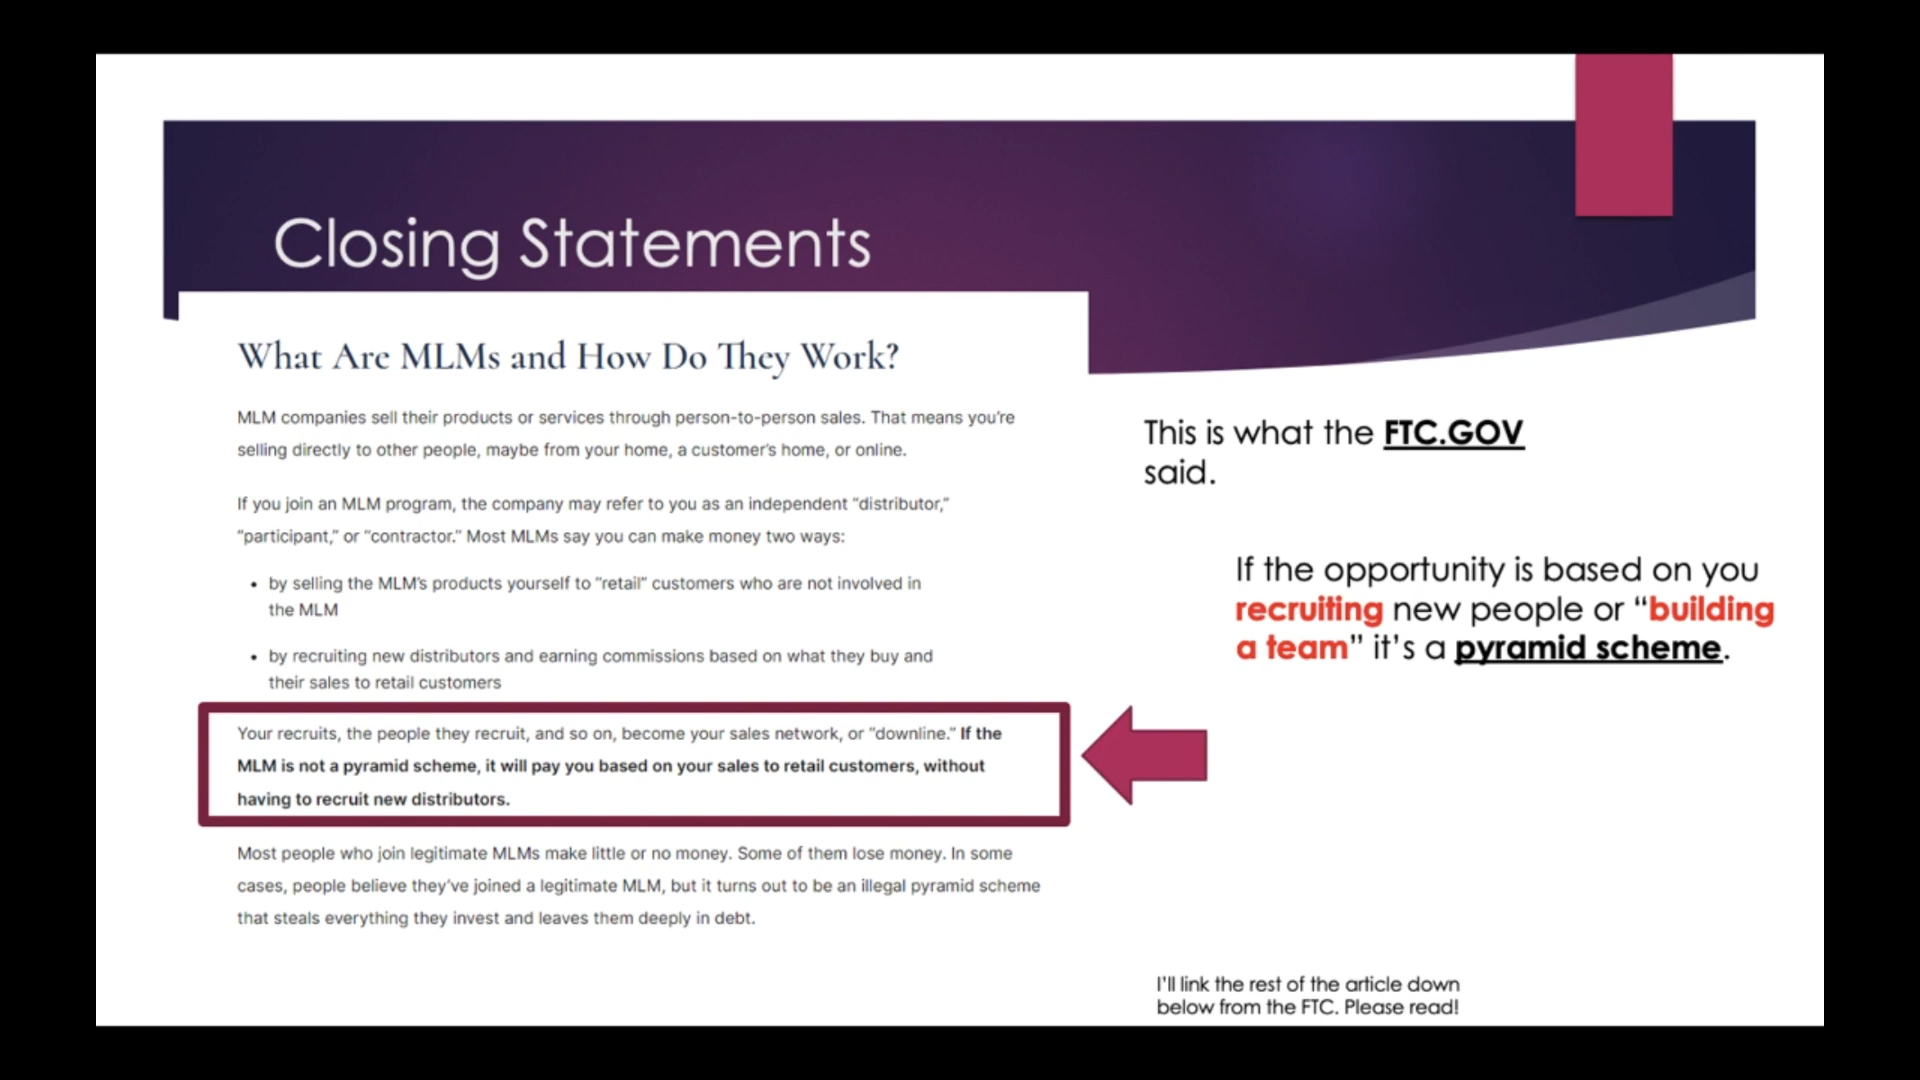 Closing Statements
What Are MLMs and How Do They Work?
MLM companies sell their products or services through person-to-person sales. That means you’re
selling directly to other people, maybe from your home, a customer’s home, or online.
If you join an MLM program, the company may refer to you as an independent “distributor,”
“participant,” or “contractor.” Most MLMs say you can make money two ways:
• by selling the MLM’s products yourself to “retail” customers who are not involved in
the MLM
• by recruiting new distributors and earning commissions based on what they buy and
their sales to retail customers
Your recruits, the people they recruit, and so on, become your sales network, or “downline.” If the
MLM is not a pyramid scheme, it will pay you based on your sales to retail customers, without
having to recruit new distributors.
Most people who join legitimate MLMs make little or no money. Some of them lose money. In some
cases, people believe they’ve joined a legitimate MLM, but it turns out to be an illegal pyramid scheme
that steals everything they invest and leaves them deeply in debt.
This is what the FTC.GOV
said.
If the opportunity is based on you
recruiting new people or “building
a team” it’s a pyramid scheme.
I’ll link the rest of the article down
below from the FTC. Please read!